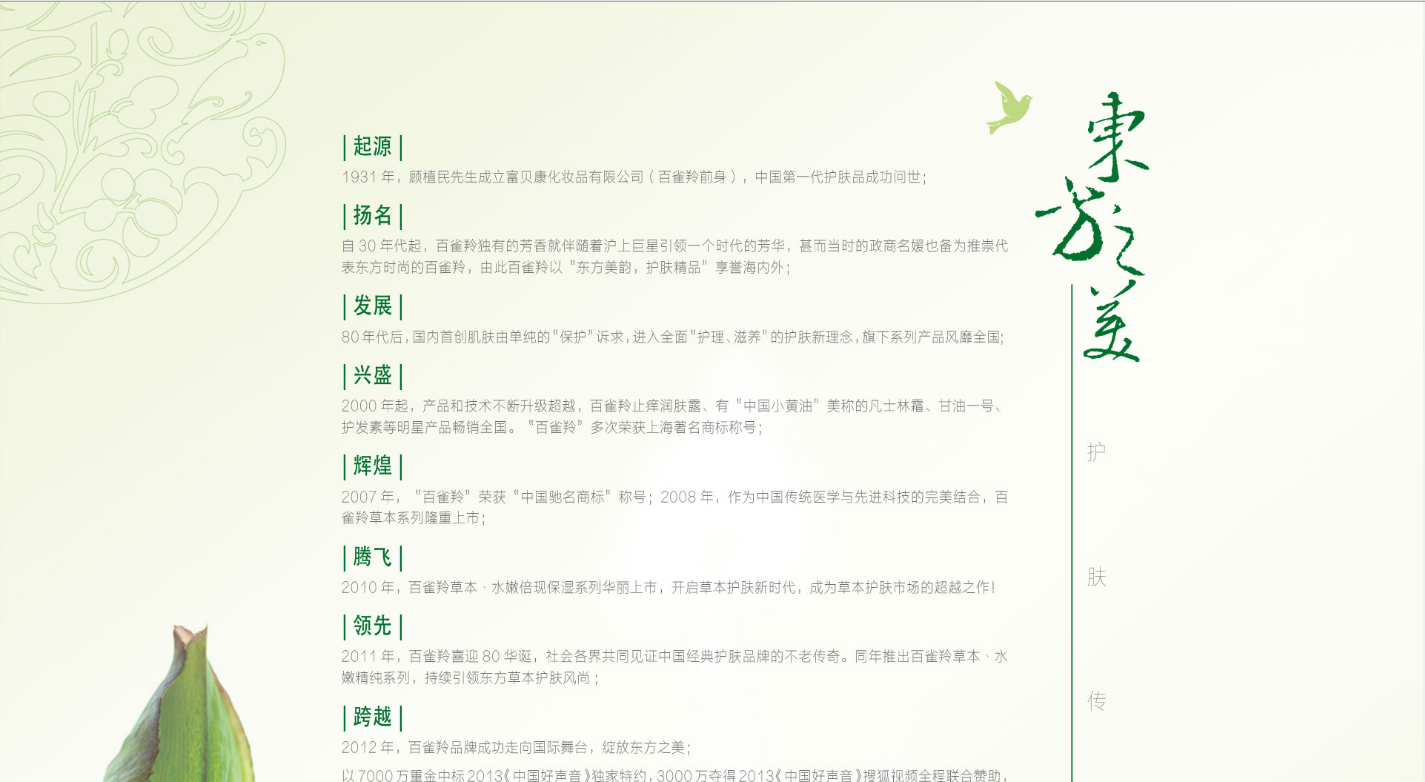 東方之美
护
肤
传
| 起源 |
1931 年，顾植民先生成立富贝康化妆品有限公司（百雀羚前身），中国第一代护肤品成功问世；
| 扬名 |
自 30 年代起，百雀羚独有的芳香就伴随着沪上巨星引领一个时代的芳华，甚而当时的政商名媛也备为推崇代
表东方时尚的百雀羚，由此百雀羚以“东方美韵，护肤精品”享誉海内外；
| 发展 |
80年代后，国内首创肌肤由单纯的“保护”诉求，进入全面“护理、滋养”的护肤新理念，旗下系列产品风靡全国；
| 兴盛 |
2000 年起，产品和技术不断升级超越，百雀羚止痒润肤露、有“中国小黄油”美称的凡士林霜、甘油一号、
护发素等明星产品畅销全国。“百雀羚”多次荣获上海著名商标称号；
| 辉煌 |
2007 年，“百雀羚”荣获“中国驰名商标”称号；2008 年，作为中国传统医学与先进科技的完美结合，百
雀羚草本系列隆重上市；
| 腾飞 |
2010 年，百雀羚草本·水嫩倍现保湿系列华丽上市，开启草本护肤新时代，成为草本护肤市场的超越之作！
| 领先 |
2011 年，百雀羚喜迎 80 华诞，社会各界共同见证中国经典护肤品牌的不老传奇。同年推出百雀羚草本·水
嫩精纯系列，持续引领东方草本护肤风尚；
| 跨越 |
2012 年，百雀羚品牌成功走向国际舞台，绽放东方之美；
以7000万重金中标2013《中国好声音》独家特约，3000万夺得2013《中国好声音》搜狐视频全程联合赞助，